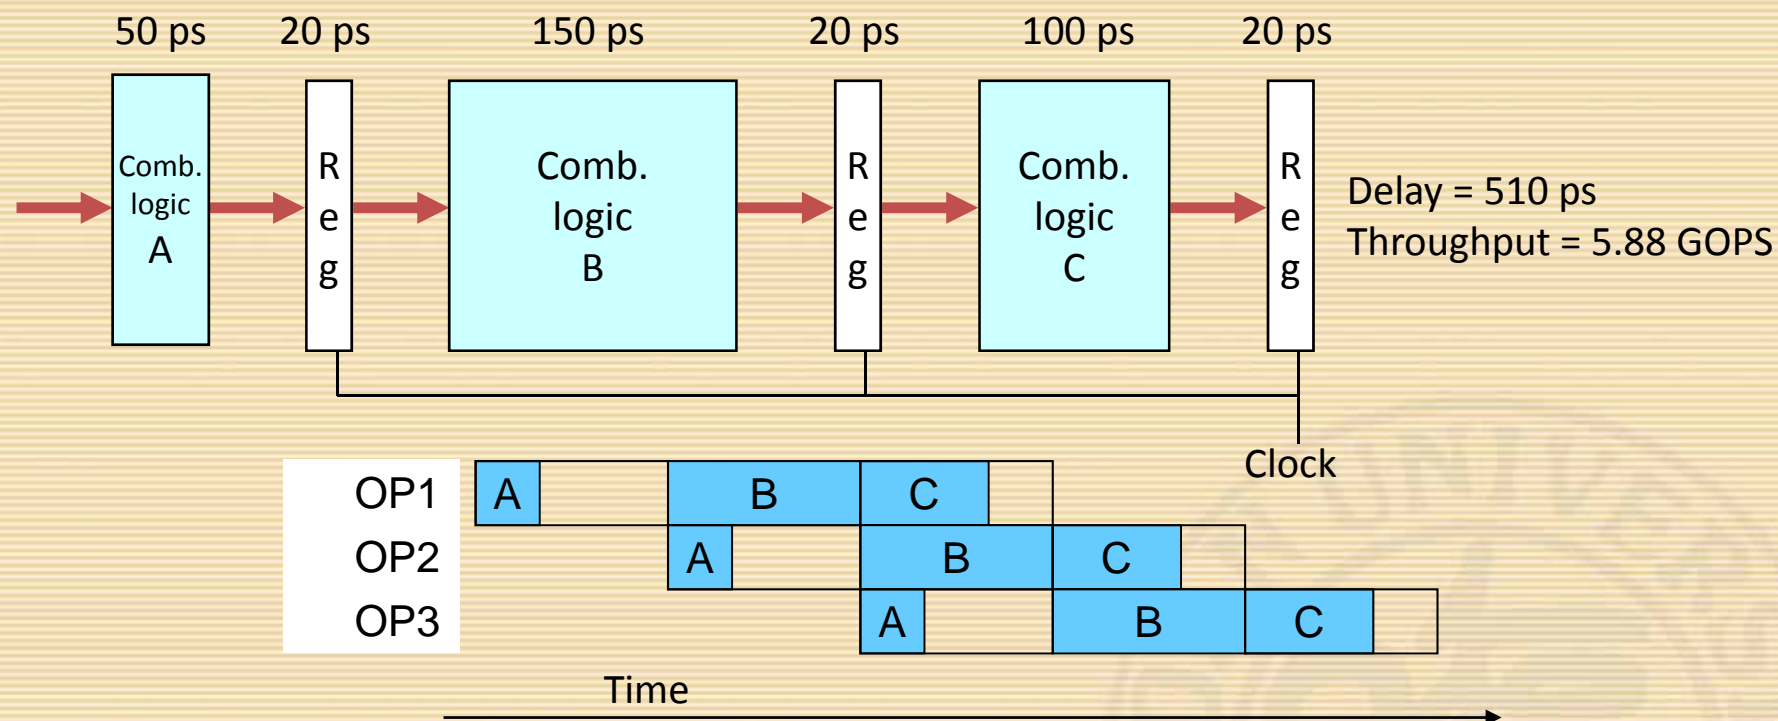 50 ps 20 ps 150 ps 20 ps 100 ps 20 ps
Comb.
logic
A
R
e
g
Comb.
logic
B
R
e
g
Comb.
logic
C
R
e
g
Delay = 510 ps
Throughput = 5.88 GOPS
Clock
OP1 A B C
OP2 A B C
OP3 A B C
Time